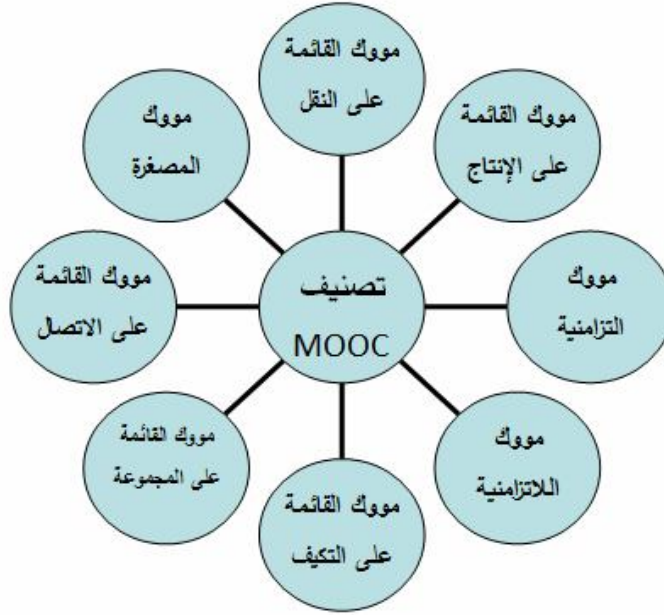 تصنيف
MOOC
مووك القائمة
على النقل
مووك القائمة
على الإنتاج
مووك
التزامنية
مووك
اللاتزامنية
مووك القائمة
على التكيف
مووك القائمة
على المجموعة
مووك القائمة
على الاتصال
مووك
المصغرة